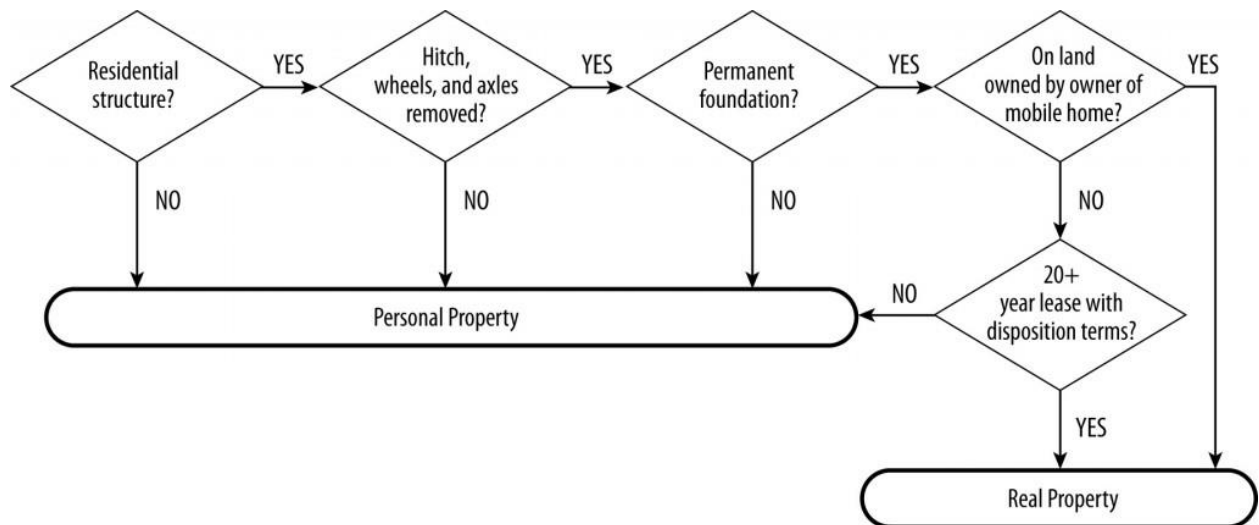 Residential
structure?
YES
Hitch,
wheels, and axles
removed?
YES
Permanent
foundation?
YES
On land
owned by owner of
mobile home?
YES
NO
NO
NO
NO
20+
year lease with
disposition terms?
NO
Personal Property
YES
Real Property